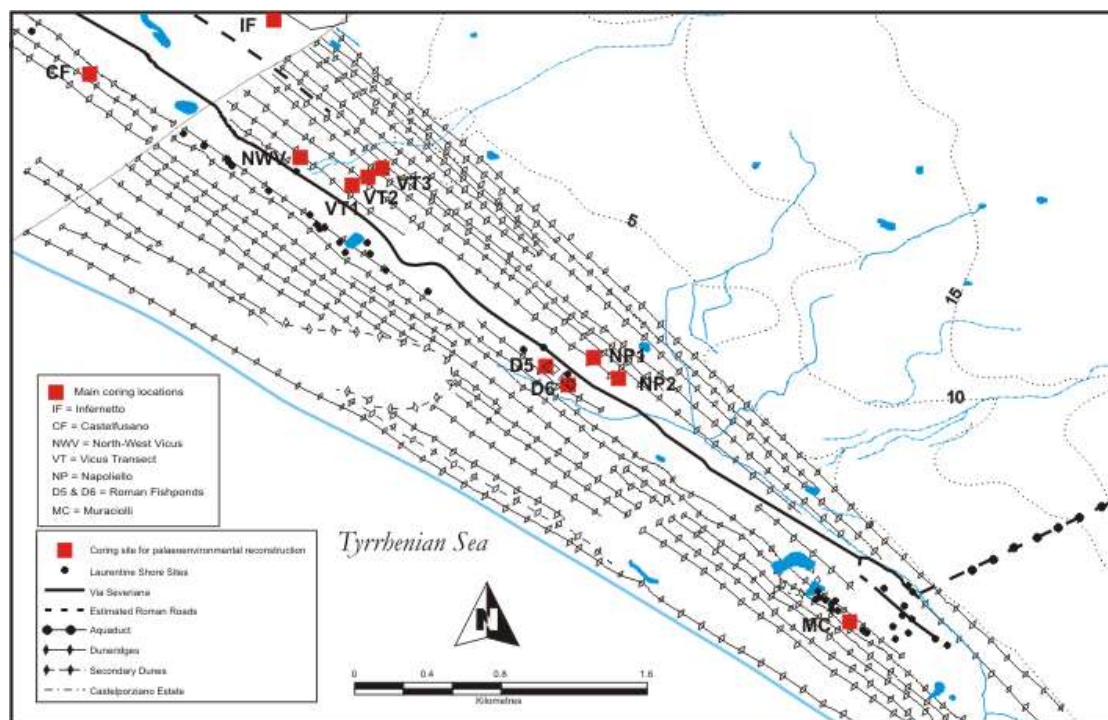 IF
CF
NWV
VT3
VT2
VT1
5
15
NP1
D5
NP2
D6
10
Main coring locations
IF = Infernetto
CF = Castelfusano
NWV = North-West Vicus
VT = Vicus Transect
NP = Napoliello
D5 & D6 = Roman Fishponds
MC = Muraciolli
Coring site for palaeoenvironmental reconstruction
Laurentine Shore Sites
Via Severiana
Estimated Roman Roads
Aquaduct
Duneridges
Secondary Dunes
Castelporziano Estate
Tyrrhenian Sea
N
MC
0 0.4 0.8 1.6
Kilometres